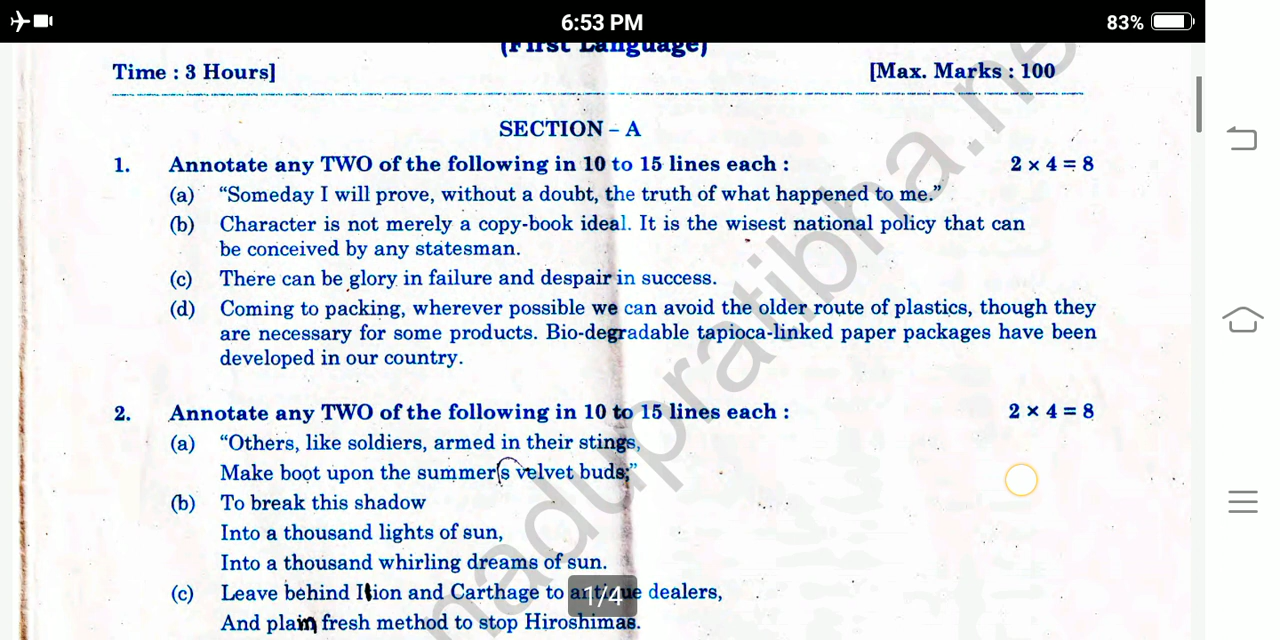 6:53 PM
83%
(First Language)
Time : 3 Hours]
[Max. Marks : 100
SECTION – A
1. Annotate any TWO of the following in 10 to 15 lines each : 2 × 4 = 8
(a) “Someday I will prove, without a doubt, the truth of what happened to me.”
(b) Character is not merely a copy-book ideal. It is the wisest national policy that can
be conceived by any statesman.
(c) There can be glory in failure and despair in success.
(d) Coming to packing, wherever possible we can avoid the older route of plastics, though they
are necessary for some products. Bio-degradable tapioca-linked paper packages have been
developed in our country.
2. Annotate any TWO of the following in 10 to 15 lines each : 2 × 4 = 8
(a) “Others, like soldiers, armed in their stings,
Make boot upon the summer's velvet buds;”
(b) To break this shadow
Into a thousand lights of sun,
Into a thousand whirling dreams of sun.
(c) Leave behind Ilion and Carthage to antique dealers,
And plain fresh method to stop Hiroshimas.
1/4
nadupratibha.ne